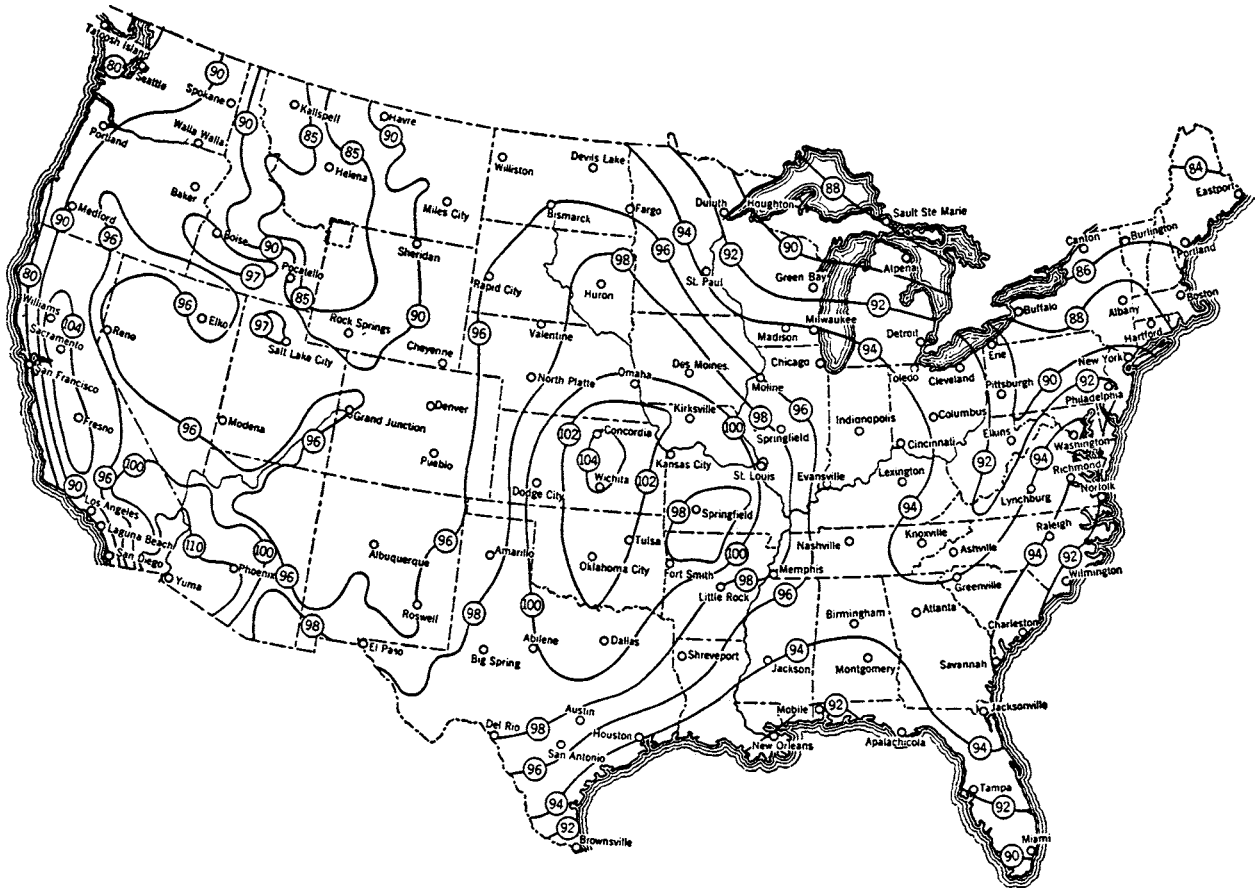 Tatoosh Island
80
Seattle
90
Spokane
90
Kalispell
Havre
85
90
85
Portland
Walla Walla
Helena
Williston
Devils Lake
Baker
Miles City
Bismarck
Fargo
Duluth
Houghton
88
Sault Ste Marie
84
Eastport
90
Medford
96
Boise
90
97
Pocatello
85
Sheridan
94
96
92
90
98
Canton
Burlington
Portland
86
Green Bay
Alpena
St. Paul
Huron
Rapid City
80
Williams
96
Elko
97
Rock Springs
90
92
Buffalo
Boston
Albany
88
Hartford
104
Sacramento
Reno
Salt Lake City
Cheyenne
96
Valentine
Madison
Milwaukee
Detroit
94
Erie
New York
San Francisco
Chicago
Toledo
Cleveland
Pittsburgh
90
92
Philadelphia
North Platte
Omaha
Des Moines
Moline
96
Fresno
96
Modena
Grand Junction
96
Denver
Kirksville
100
98
Springfield
Indianopolis
Columbus
Cincinnati
Elkins
Washington
102
Concordia
104
Wichita
102
Kansas City
St. Louis
Evansville
Lexington
92
94
Richmond
Lynchburg
Norfolk
Pueblo
Dodge City
90
96
100
Los Angeles
Laguna Beach
San Diego
110
100
Phoenix
96
Yuma
98
Springfield
94
Raleigh
Albuquerque
96
Amarillo
Tulsa
Oklahoma City
100
Fort Smith
98
Little Rock
Memphis
96
Nashville
Knoxville
Ashville
94
92
Greenville
Wilmington
98
El Paso
Roswell
98
100
Abilene
Big Spring
Dallas
Shreveport
94
Jackson
Birmingham
Montgomery
Atlanta
Charleston
Savannah
Del Rio
98
Austin
Houston
San Antonio
96
94
92
Brownsville
Mobile
92
New Orleans
Apalachicola
Jacksonville
94
Tampa
92
Miami
90